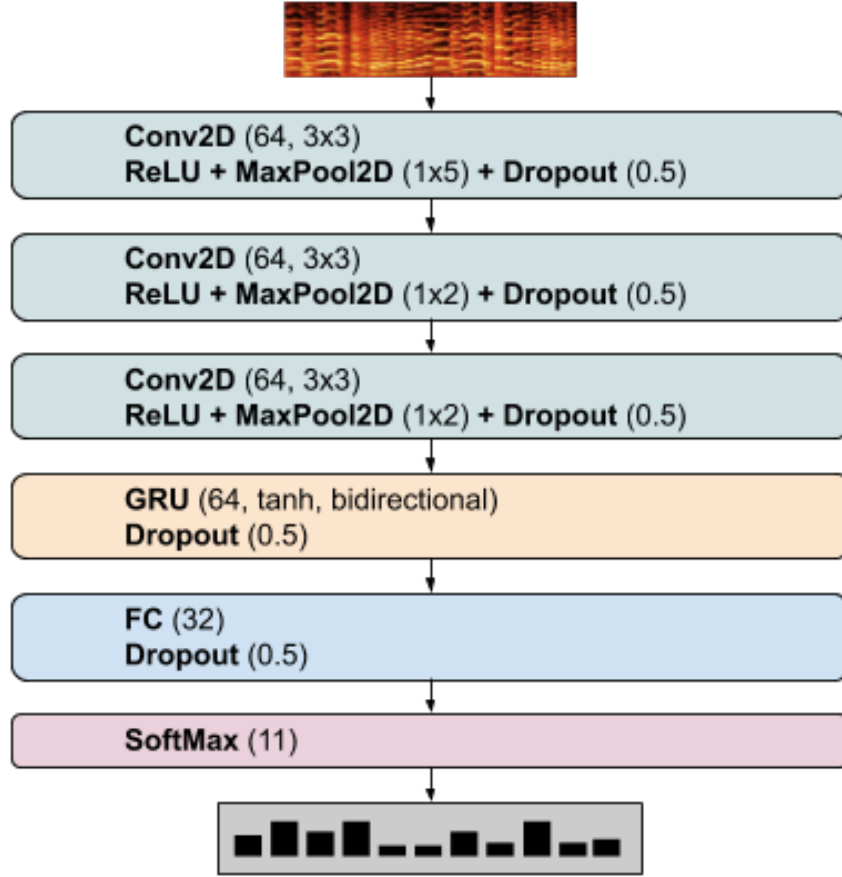 Conv2D (64, 3x3)
ReLU + MaxPool2D (1x5) + Dropout (0.5)
Conv2D (64, 3x3)
ReLU + MaxPool2D (1x2) + Dropout (0.5)
Conv2D (64, 3x3)
ReLU + MaxPool2D (1x2) + Dropout (0.5)
GRU (64, tanh, bidirectional)
Dropout (0.5)
FC (32)
Dropout (0.5)
SoftMax (11)